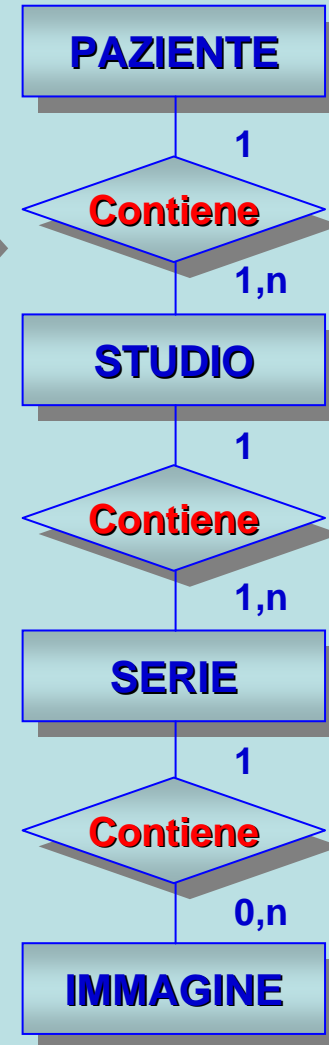 PAZIENTE
1
Contiene
1,n
STUDIO
1
Contiene
1,n
SERIE
1
Contiene
0,n
IMMAGINE